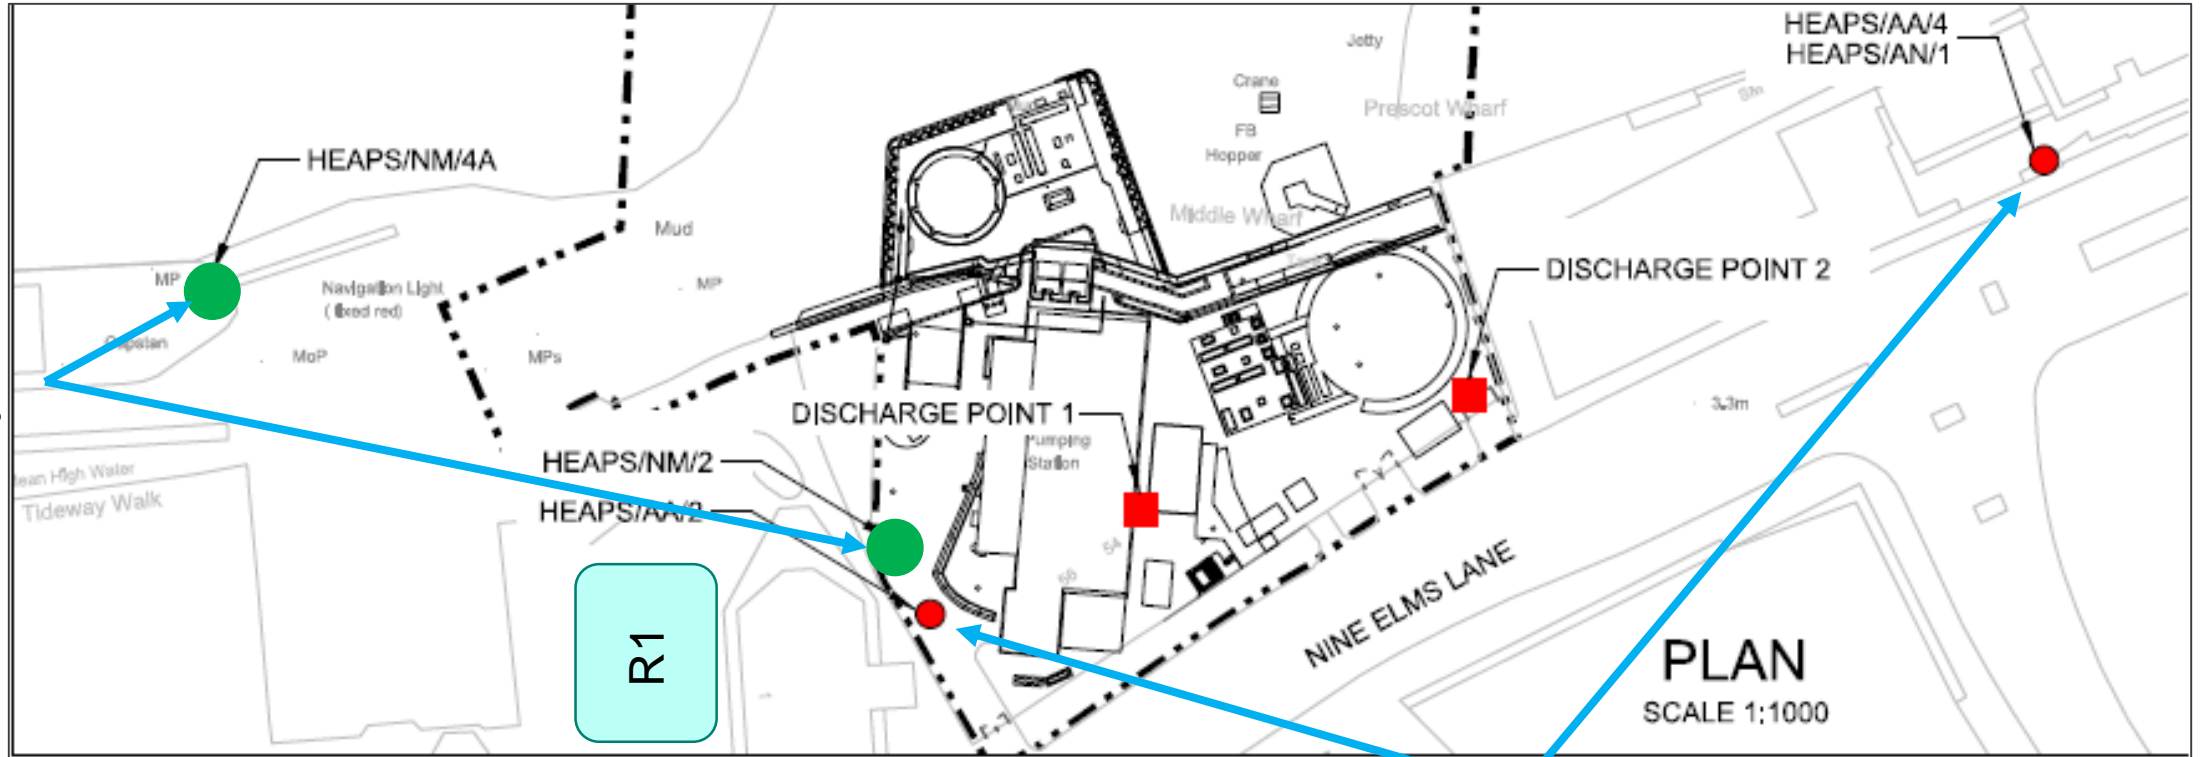 HEAPS/AA/4
HEAPS/AN/1
Jetty
Crane
Prescot Wharf
FB
Hopper
HEAPS/NM/4A
Middle Wharf
Mud
DISCHARGE POINT 2
MP
MP
Navigation Light
(fixed red)
Capstan
MoP
MPs
3.3m
DISCHARGE POINT 1
Pumping
Station
HEAPS/NM/2
Mean High Water
Tideway Walk
HEAPS/AA/2
54
56
NINE ELMS LANE
R1
PLAN
SCALE 1:1000